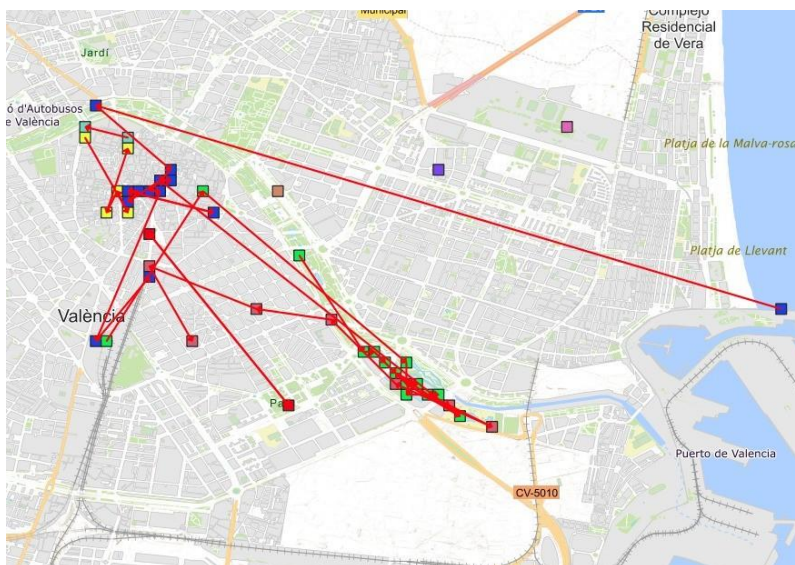 Municipal
Complejo
Residencial
de Vera
Jardí
ó d'Autobusos
e València
Platja de la Malva-rosa
Platja de Llevant
València
Pa
Puerto de Valencia
CV-5010